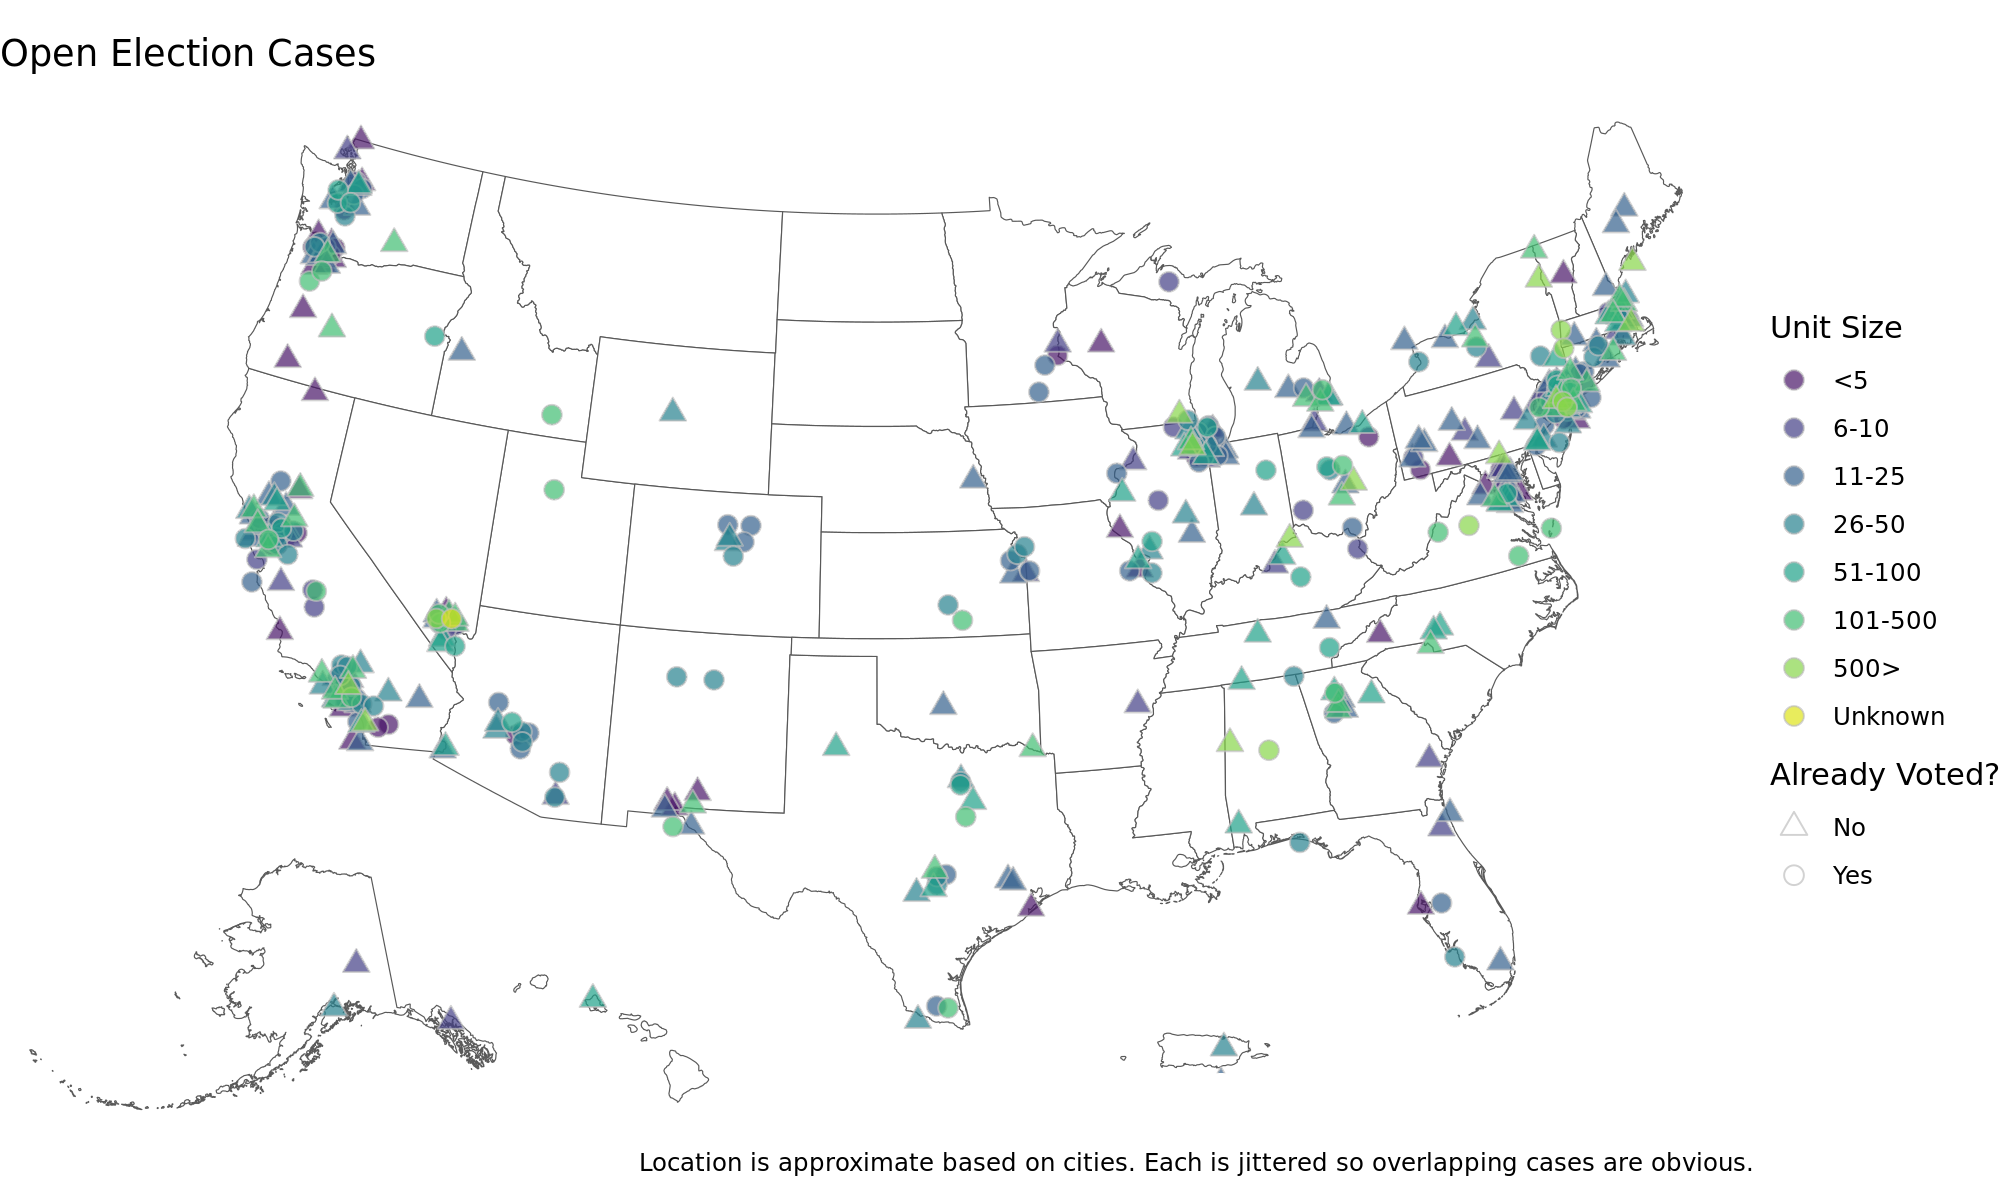 Open Election Cases
Unit Size
<5
6-10
11-25
26-50
51-100
101-500
500>
Unknown
Already Voted?
No
Yes
Location is approximate based on cities. Each is jittered so overlapping cases are obvious.